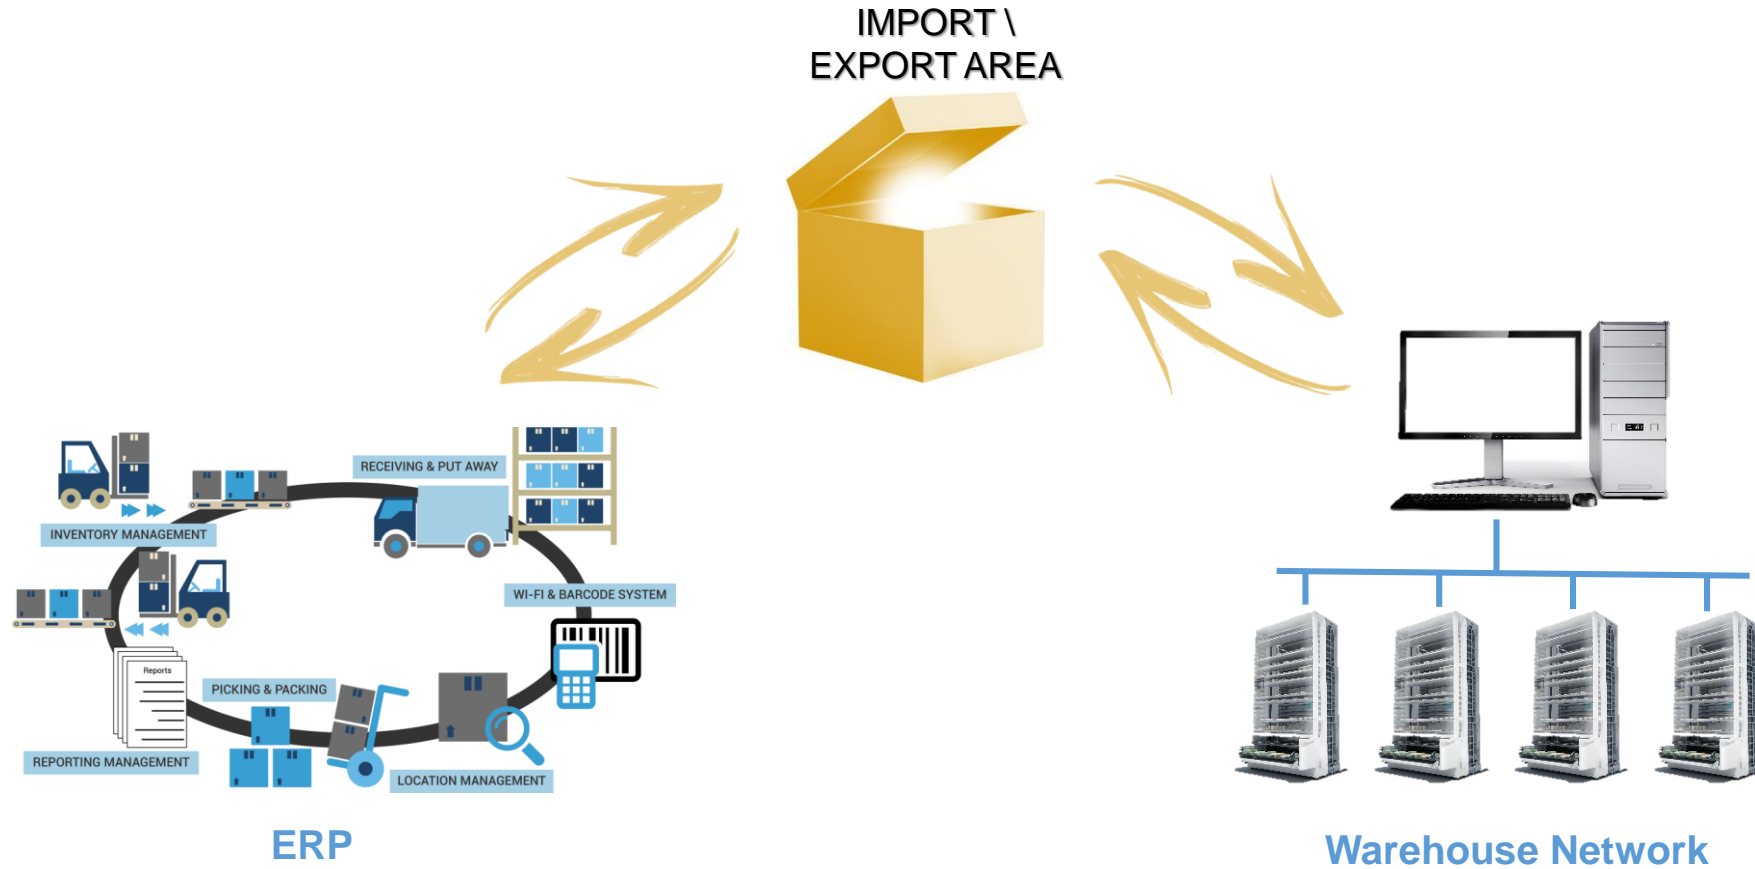 IMPORT \
EXPORT AREA
RECEIVING & PUT AWAY
INVENTORY MANAGEMENT
WI-FI & BARCODE SYSTEM
Reports
PICKING & PACKING
REPORTING MANAGEMENT
LOCATION MANAGEMENT
ERP
Warehouse Network